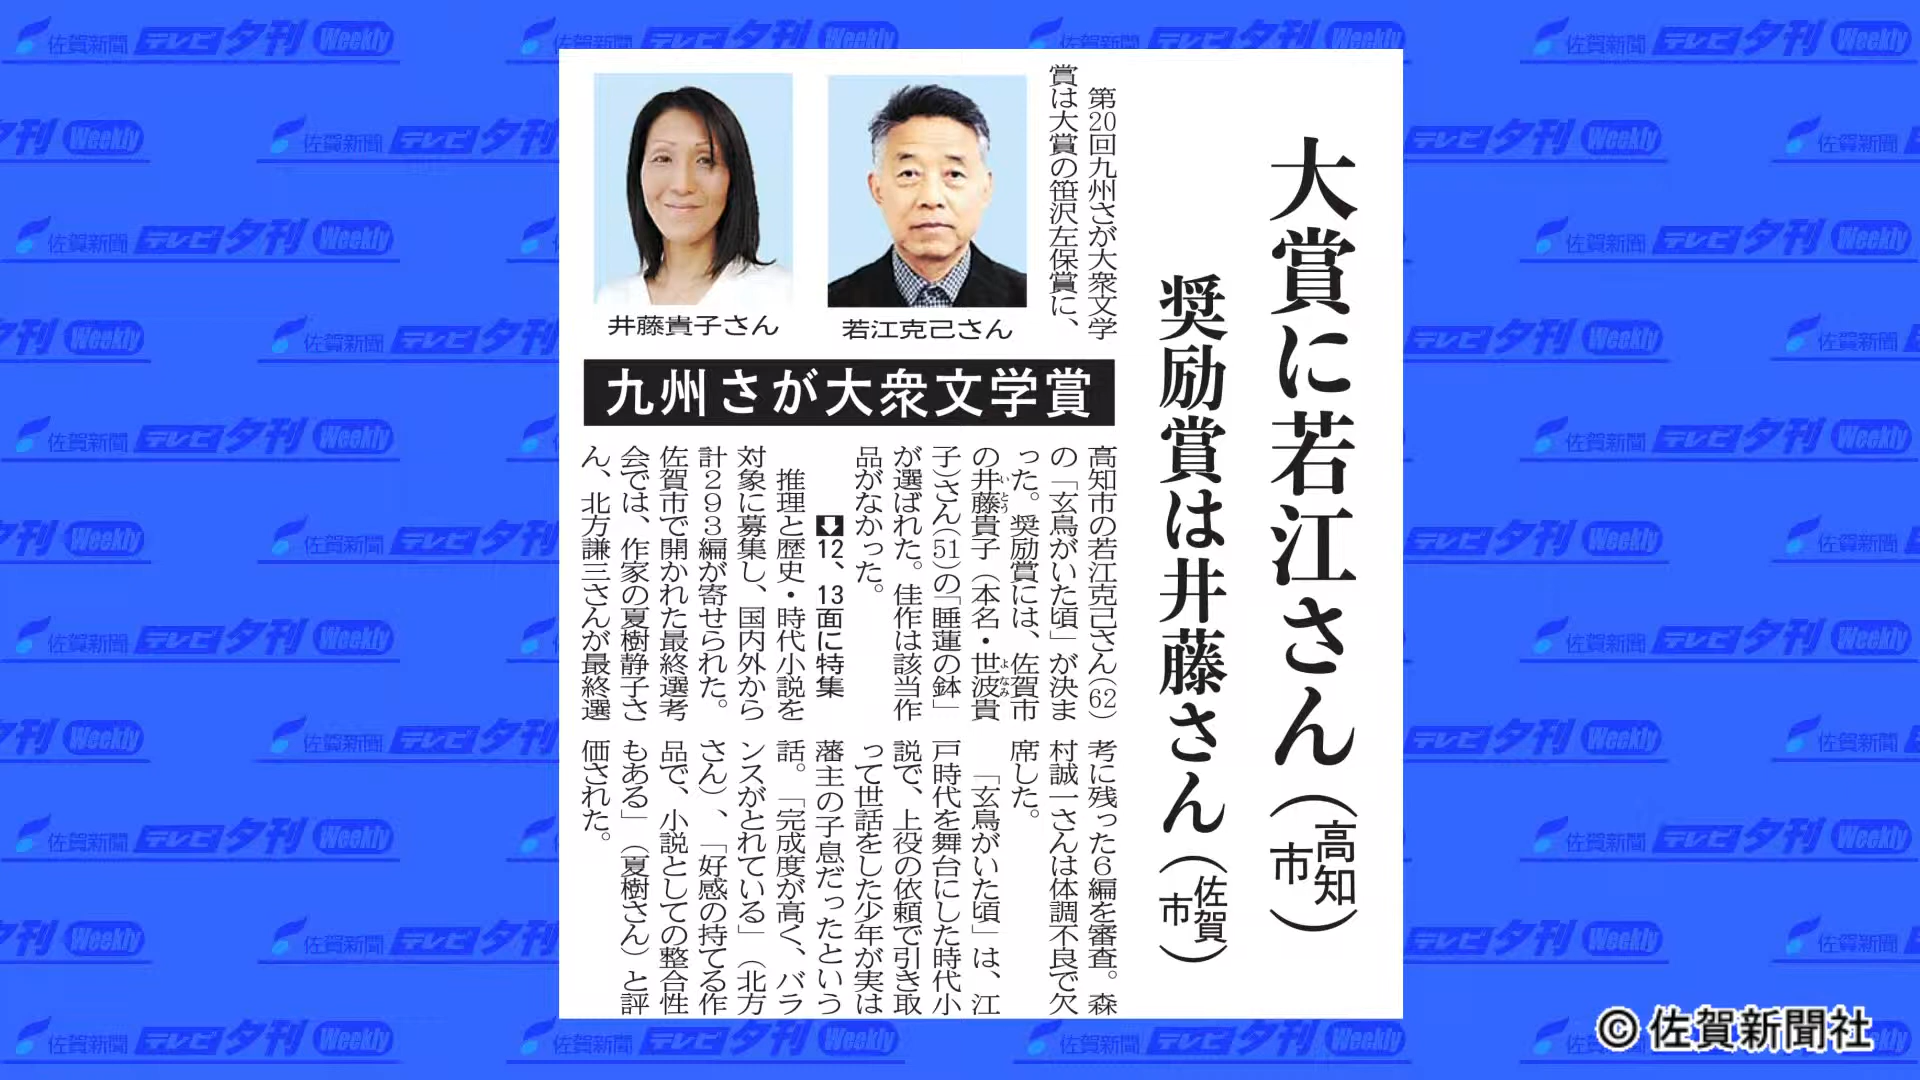 大賞に若江さん（高知市）
奨励賞は井藤さん（佐賀市）
第20回九州さが大衆文学
賞は大賞の笹沢左保賞に、
若江克己さん
井藤貴子さん
九州さが大衆文学賞
高知市の若江克己さん(62)
の「玄鳥がいた頃」が決ま
った。奨励賞には、佐賀市
の井藤貴子（本名・世波貴
いとう
よなみ
子）さん(51)の「睡蓮の鉢」
が選ばれた。佳作は該当作
品がなかった。
⬇12、13面に特集
推理と歴史・時代小説を
対象に募集し、国内外から
計２９３編が寄せられた。
佐賀市で開かれた最終選考
会では、作家の夏樹静子さ
ん、北方謙三さんが最終選
考に残った６編を審査。森
村誠一さんは体調不良で欠
席した。
「玄鳥がいた頃」は、江
戸時代を舞台にした時代小
説で、上役の依頼で引き取
って世話をした少年が実は
藩主の子息だったという
話。「完成度が高く、バラ
ンスがとれている」（北方
さん）、「好感の持てる作
品で、小説としての整合性
もある」（夏樹さん）と評
価された。
佐賀新聞 テレビ夕刊 Weekly
© 佐賀新聞社